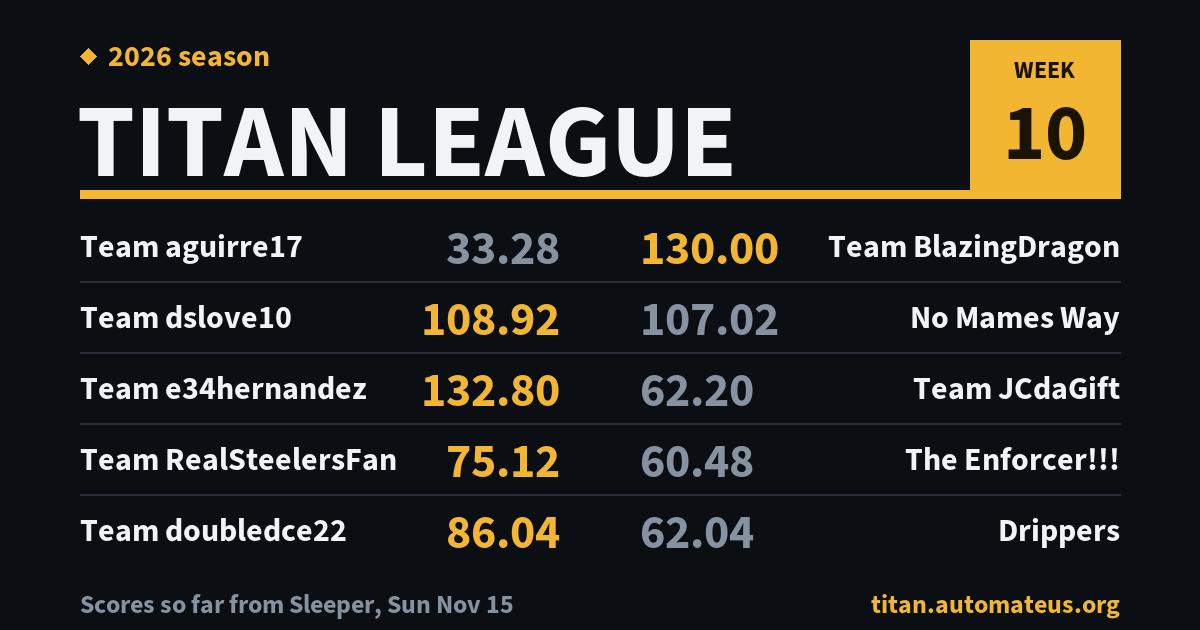 2026 season
WEEK
10
TITAN LEAGUE
Team aguirre17 33.28 130.00 Team BlazingDragon
Team dslove10 108.92 107.02 No Mames Way
Team e34hernandez 132.80 62.20 Team JCdaGift
Team RealSteelersFan 75.12 60.48 The Enforcer!!!
Team doubledce22 86.04 62.04 Drippers
Scores so far from Sleeper, Sun Nov 15 titan.automateus.org